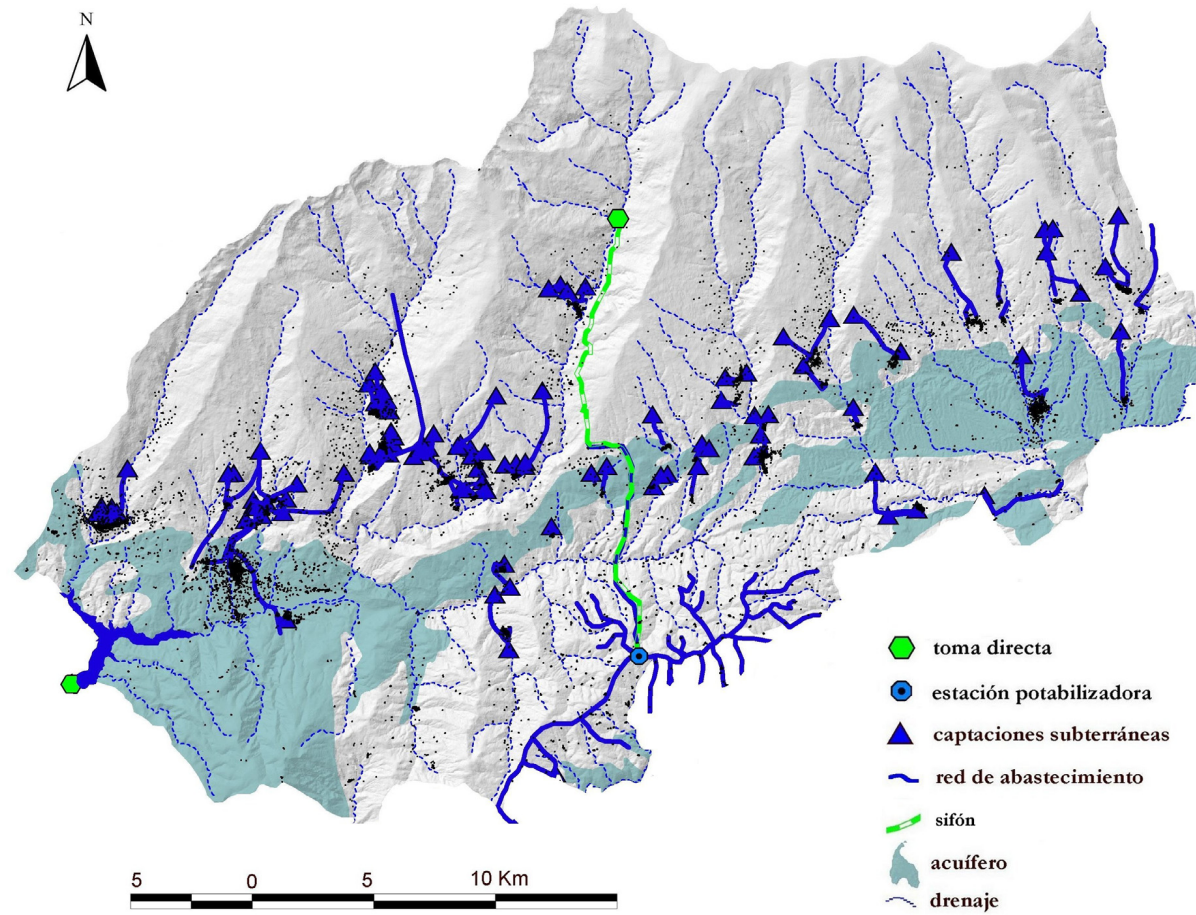 N
toma directa
estación potabilizadora
captaciones subterráneas
red de abastecimiento
sifón
acuífero
drenaje
5 0 5 10 Km